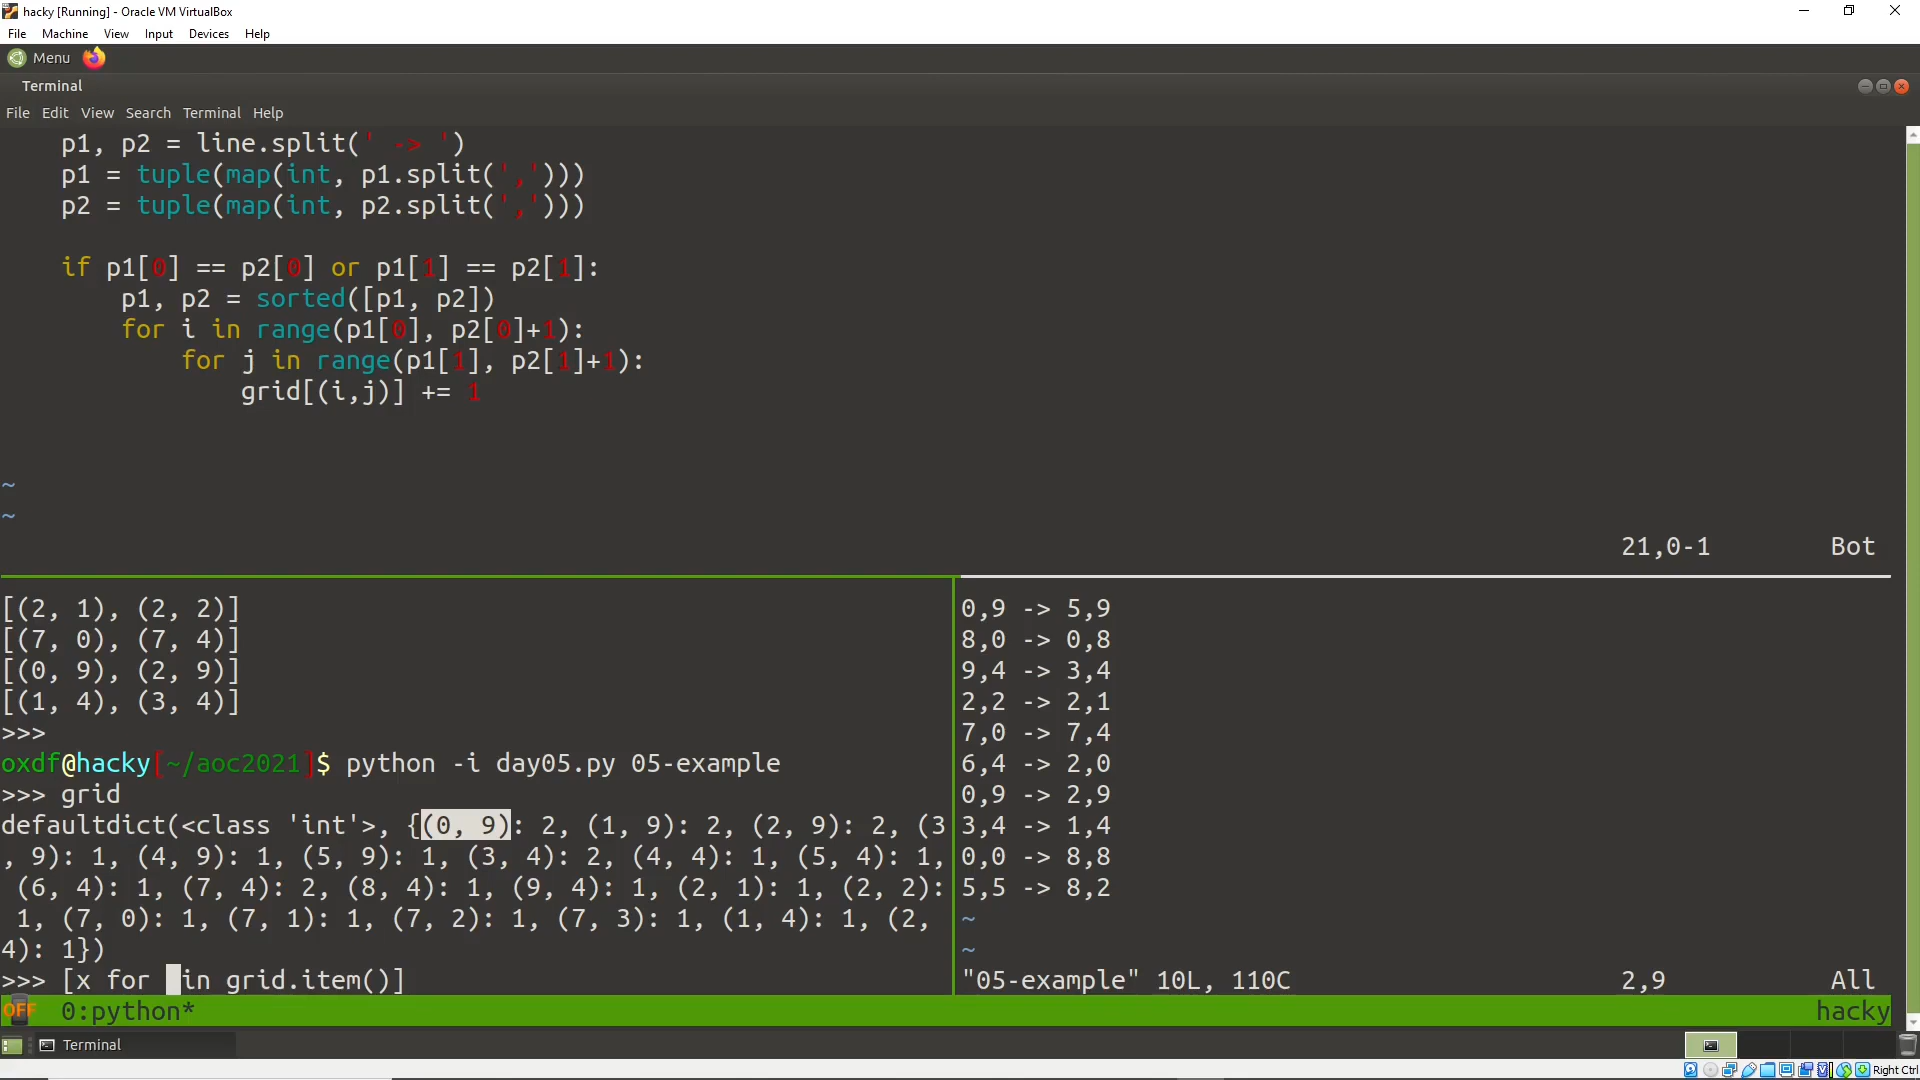 hacky [Running] - Oracle VM VirtualBox
File Machine View Input Devices Help
Menu
Terminal
File Edit View Search Terminal Help
    p1, p2 = line.split(' -> ')
    p1 = tuple(map(int, p1.split(',')))
    p2 = tuple(map(int, p2.split(',')))
    if p1[0] == p2[0] or p1[1] == p2[1]:
        p1, p2 = sorted([p1, p2])
        for i in range(p1[0], p2[0]+1):
            for j in range(p1[1], p2[1]+1):
                grid[(i,j)] += 1
~
~
21,0-1 Bot
[(2, 1), (2, 2)]
[(7, 0), (7, 4)]
[(0, 9), (2, 9)]
[(1, 4), (3, 4)]
>>>
oxdf@hacky[~/aoc2021]$ python -i day05.py 05-example
>>> grid
defaultdict(<class 'int'>, {(0, 9): 2, (1, 9): 2, (2, 9): 2, (3
, 9): 1, (4, 9): 1, (5, 9): 1, (3, 4): 2, (4, 4): 1, (5, 4): 1,
 (6, 4): 1, (7, 4): 2, (8, 4): 1, (9, 4): 1, (2, 1): 1, (2, 2):
 1, (7, 0): 1, (7, 1): 1, (7, 2): 1, (7, 3): 1, (1, 4): 1, (2,
4): 1})
>>> [x for in grid.item()]
0,9 -> 5,9
8,0 -> 0,8
9,4 -> 3,4
2,2 -> 2,1
7,0 -> 7,4
6,4 -> 2,0
0,9 -> 2,9
3,4 -> 1,4
0,0 -> 8,8
5,5 -> 8,2
~
~
"05-example" 10L, 110C 2,9 All
OFF 0:python* hacky
Terminal
Right Ctrl